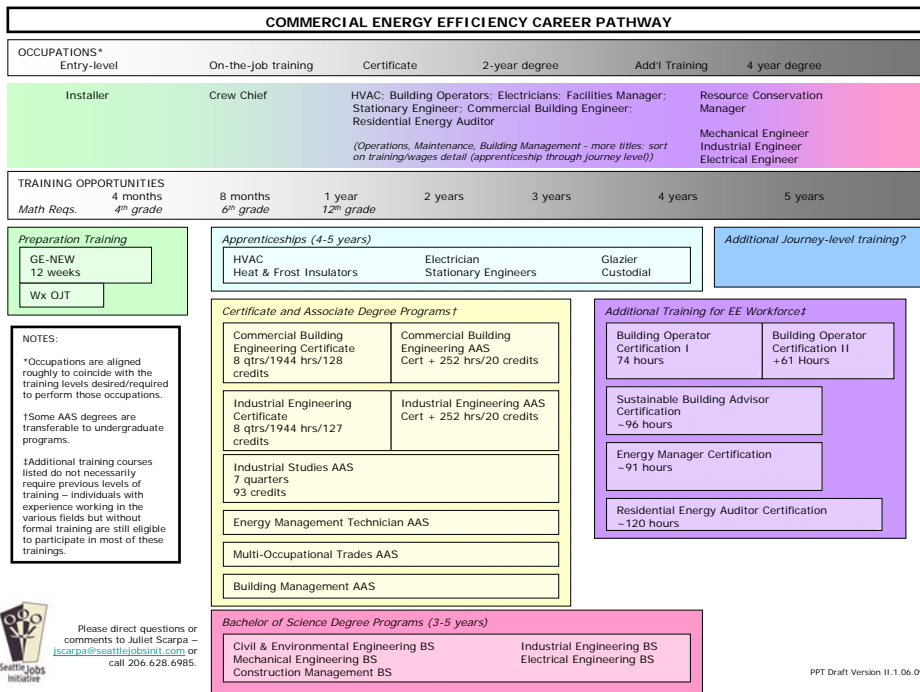 COMMERCIAL ENERGY EFFICIENCY CAREER PATHWAY
OCCUPATIONS*
Entry-level On-the-job training Certificate 2-year degree Add'l Training 4 year degree
Installer
Crew Chief
HVAC; Building Operators; Electricians; Facilities Manager;
Stationary Engineer; Commercial Building Engineer;
Residential Energy Auditor
(Operations, Maintenance, Building Management - more titles; sort
on training/wages detail (apprenticeship through journey level))
Resource Conservation
Manager
Mechanical Engineer
Industrial Engineer
Electrical Engineer
TRAINING OPPORTUNITIES
4 months 8 months 1 year 2 years 3 years 4 years 5 years
Math Reqs. 4th grade 6th grade 12th grade
Preparation Training
GE-NEW
12 weeks
Wx OJT
Apprenticeships (4-5 years)
HVAC Electrician Glazier
Heat & Frost Insulators Stationary Engineers Custodial
Additional Journey-level training?
NOTES:
*Occupations are aligned
roughly to coincide with the
training levels desired/required
to perform those occupations.
†Some AAS degrees are
transferable to undergraduate
programs.
‡Additional training courses
listed do not necessarily
require previous levels of
training – individuals with
experience working in the
various fields but without
formal training are still eligible
to participate in most of these
trainings.
Certificate and Associate Degree Programs†
Commercial Building
Engineering Certificate
8 qtrs/1944 hrs/128
credits
Commercial Building
Engineering AAS
Cert + 252 hrs/20 credits
Industrial Engineering
Certificate
8 qtrs/1944 hrs/127
credits
Industrial Engineering AAS
Cert + 252 hrs/20 credits
Industrial Studies AAS
7 quarters
93 credits
Energy Management Technician AAS
Multi-Occupational Trades AAS
Building Management AAS
Additional Training for EE Workforce‡
Building Operator
Certification I
74 hours
Building Operator
Certification II
+61 Hours
Sustainable Building Advisor
Certification
~96 hours
Energy Manager Certification
~91 hours
Residential Energy Auditor Certification
~120 hours
Bachelor of Science Degree Programs (3-5 years)
Civil & Environmental Engineering BS Industrial Engineering BS
Mechanical Engineering BS Electrical Engineering BS
Construction Management BS
Seattle Jobs
Initiative
Please direct questions or
comments to Juliet Scarpa –
jscarpa@seattlejobsinit.com or
call 206.628.6985.
PPT Draft Version II.1.06.09